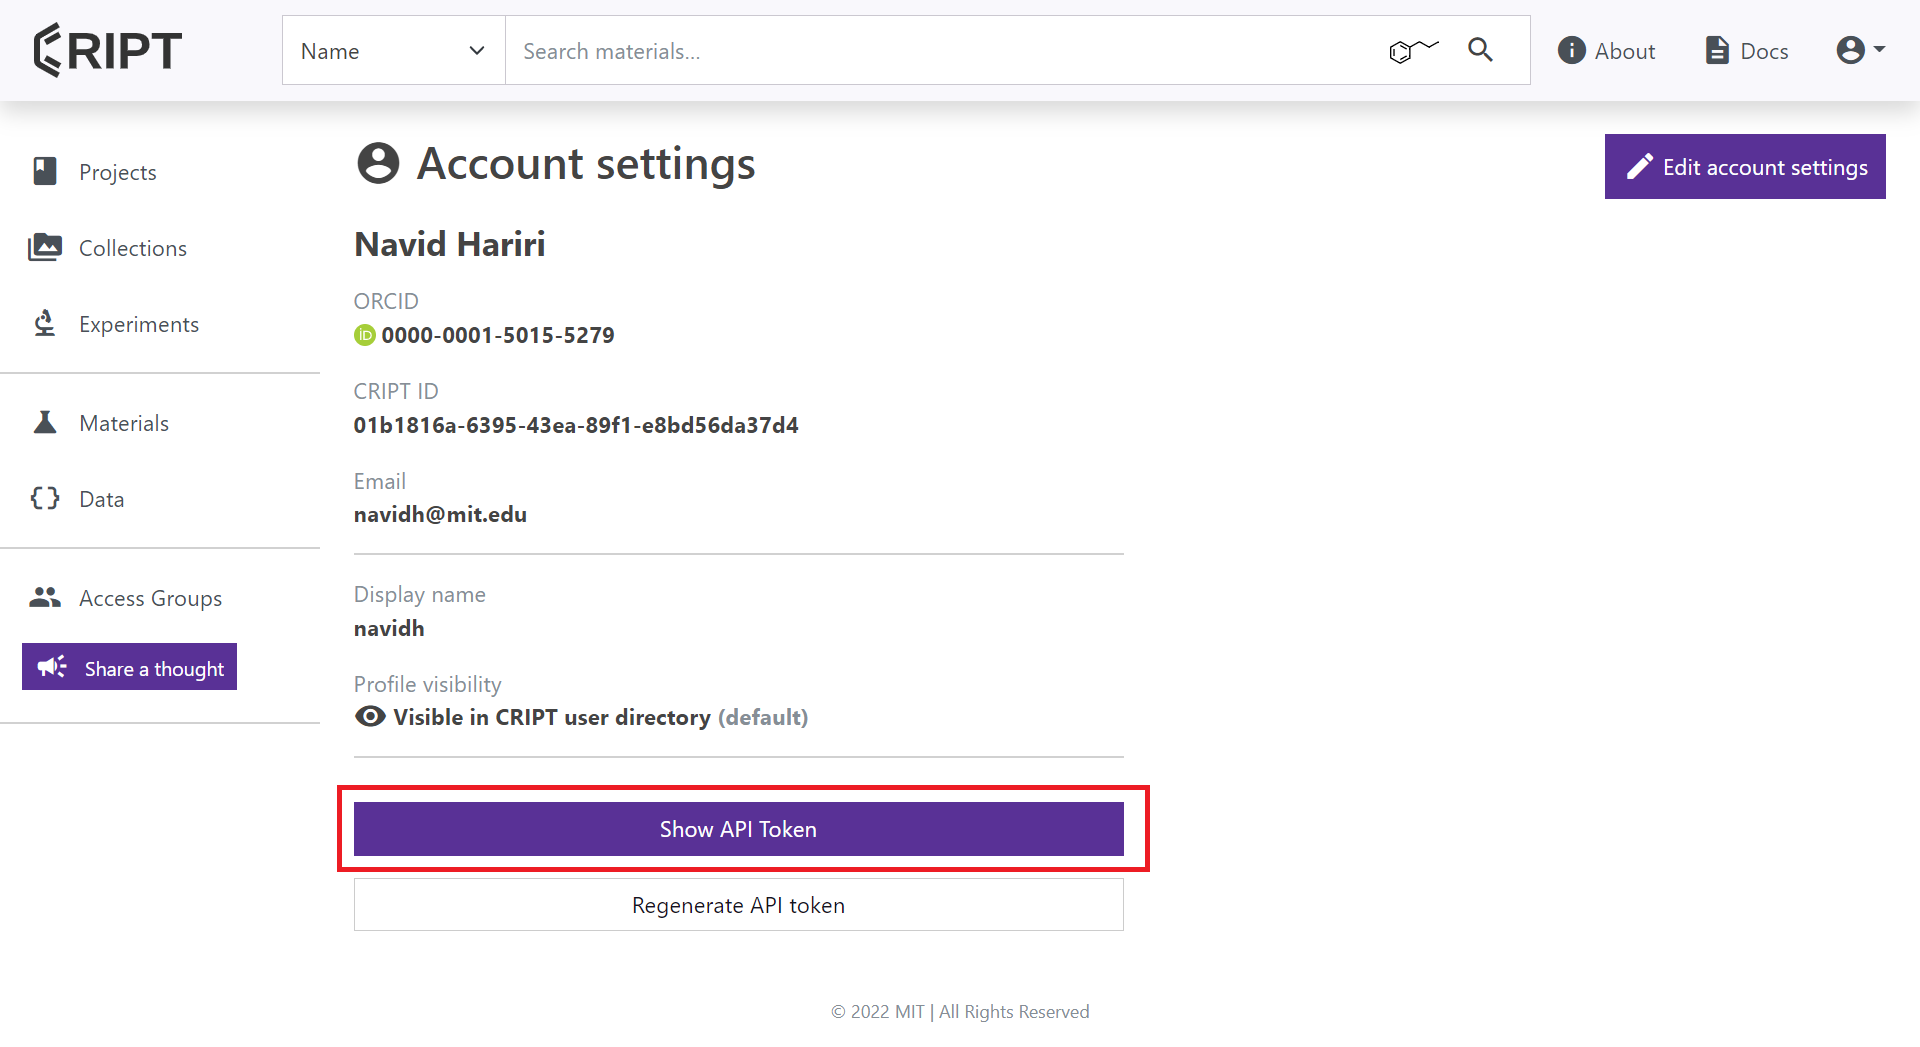 CRIPT
Name
Search materials...
About
Docs
Projects
Collections
Experiments
Materials
Data
Access Groups
Share a thought
Account settings
Edit account settings
Navid Hariri
ORCID
iD 0000-0001-5015-5279
CRIPT ID
01b1816a-6395-43ea-89f1-e8bd56da37d4
Email
navidh@mit.edu
Display name
navidh
Profile visibility
Visible in CRIPT user directory (default)
Show API Token
Regenerate API token
© 2022 MIT | All Rights Reserved